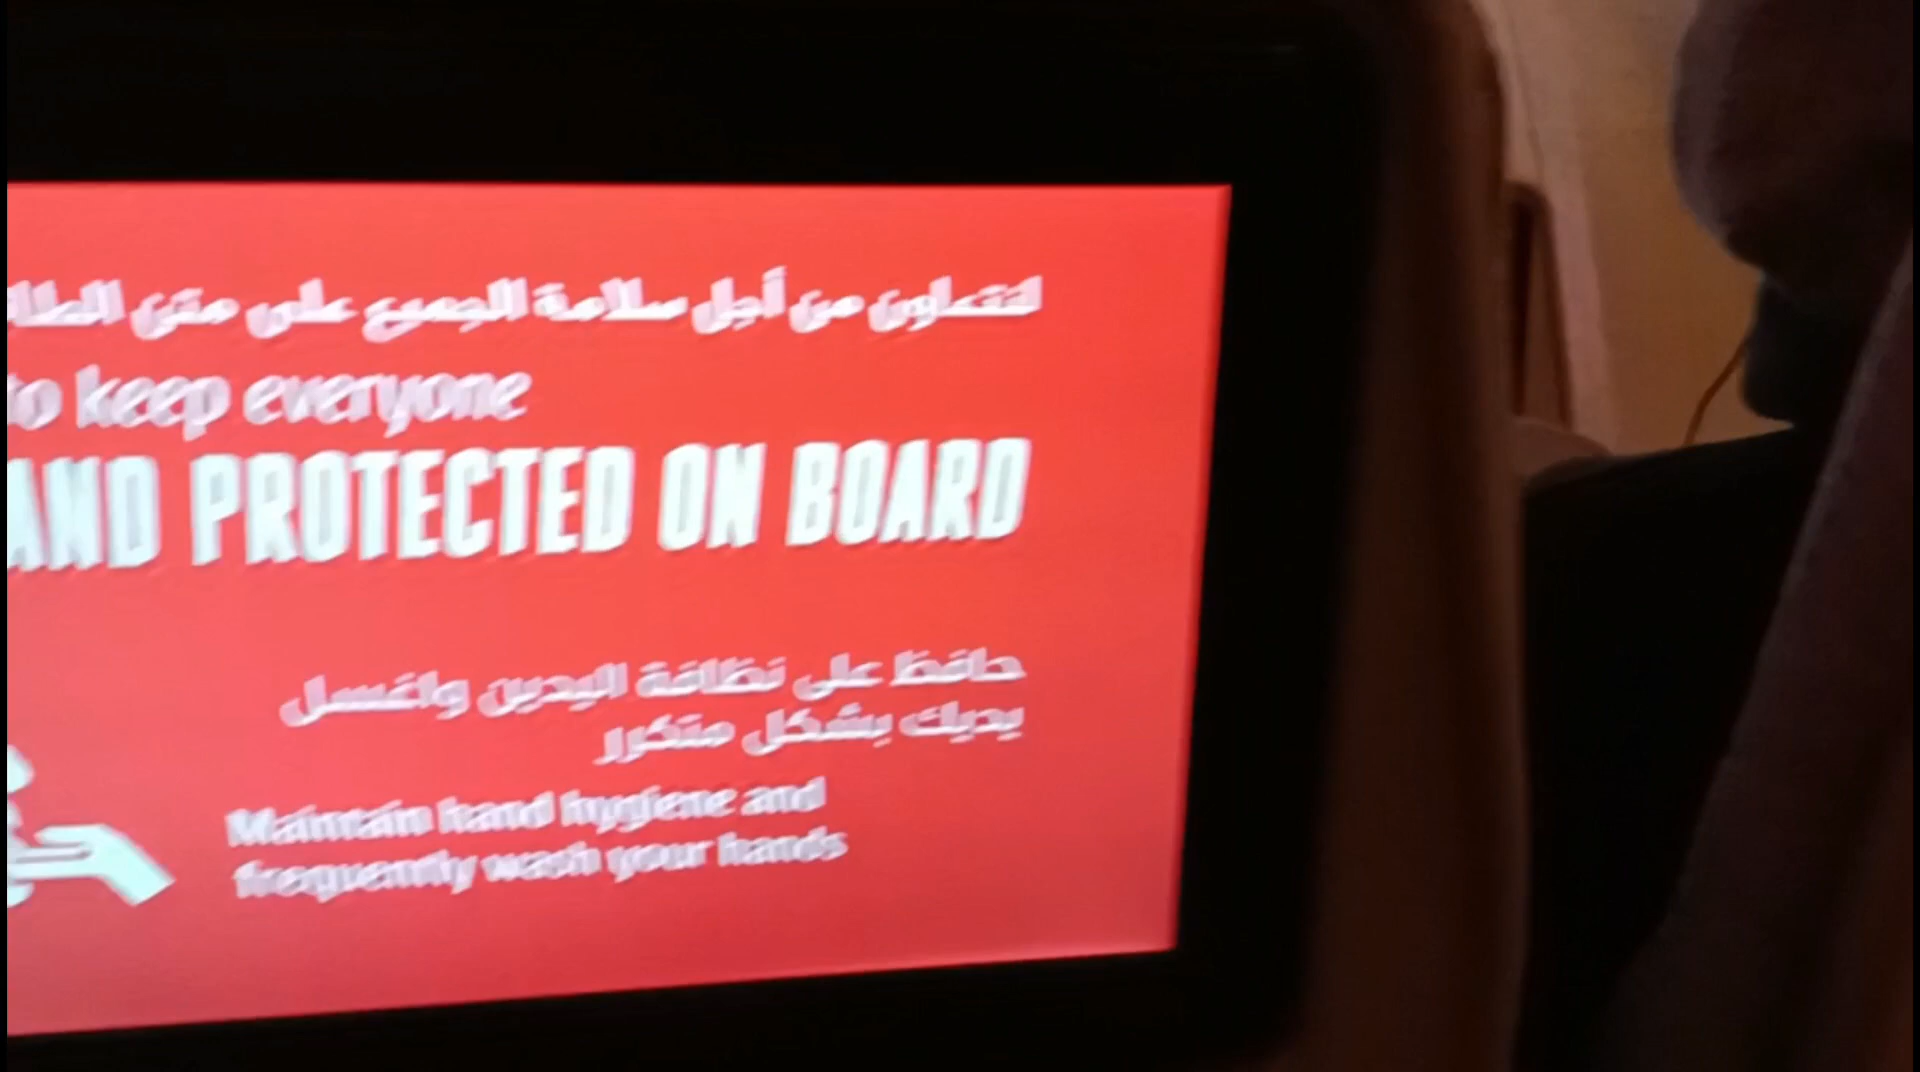 لنتعاون من أجل سلامة الجميع على متن
to keep everyone
AND PROTECTED ON BOARD
حافظ على نظافة اليدين واغسل
يديك بشكل متكرر
Maintain hand hygiene and
frequently wash your hands